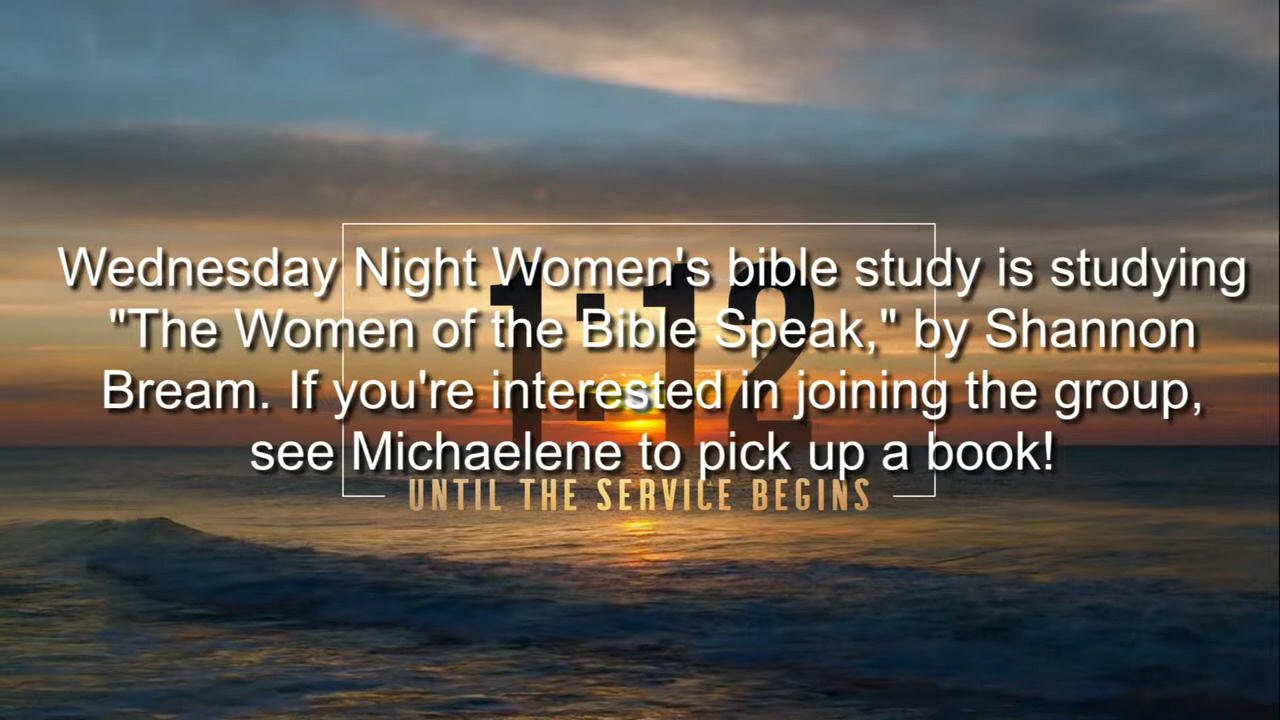 Wednesday Night Women's bible study is studying
"The Women of the Bible Speak," by Shannon
Bream. If you're interested in joining the group,
see Michaelene to pick up a book!
1:12
UNTIL THE SERVICE BEGINS